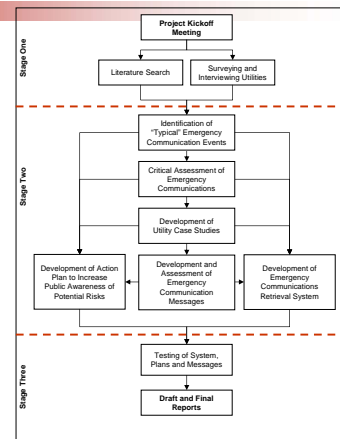 Project Kickoff
Meeting
Stage One
Literature Search
Surveying and
Interviewing Utilities
Identification of
"Typical" Emergency
Communication Events
Critical Assessment of
Emergency
Communications
Stage Two
Development of
Utility Case Studies
Development of Action
Plan to Increase
Public Awareness of
Potential Risks
Development and
Assessment of
Emergency
Communication
Messages
Development of
Emergency
Communications
Retrieval System
Stage Three
Testing of System,
Plans and Messages
Draft and Final
Reports